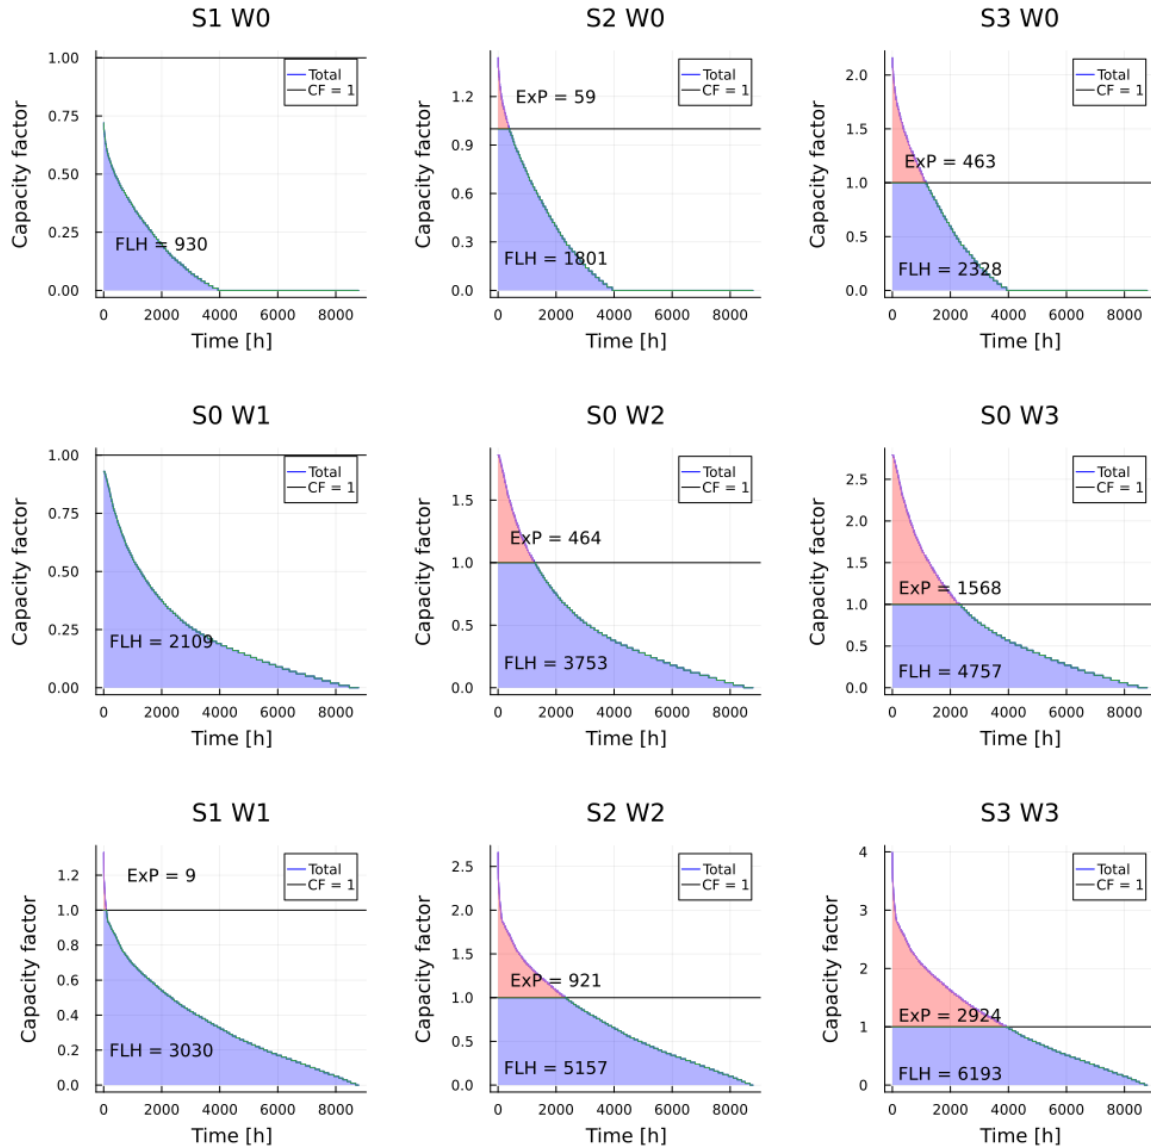 S1 W0
Capacity factor
1.00
0.75
0.50
0.25
0.00
Total
CF = 1
FLH = 930
0 2000 4000 6000 8000
Time [h]
S2 W0
Capacity factor
1.2
0.9
0.6
0.3
0.0
Total
CF = 1
ExP = 59
FLH = 1801
0 2000 4000 6000 8000
Time [h]
S3 W0
Capacity factor
2.0
1.5
1.0
0.5
0.0
Total
CF = 1
ExP = 463
FLH = 2328
0 2000 4000 6000 8000
Time [h]
S0 W1
Capacity factor
1.00
0.75
0.50
0.25
0.00
Total
CF = 1
FLH = 2109
0 2000 4000 6000 8000
Time [h]
S0 W2
Capacity factor
1.5
1.0
0.5
0.0
Total
CF = 1
ExP = 464
FLH = 3753
0 2000 4000 6000 8000
Time [h]
S0 W3
Capacity factor
2.5
2.0
1.5
1.0
0.5
0.0
Total
CF = 1
ExP = 1568
FLH = 4757
0 2000 4000 6000 8000
Time [h]
S1 W1
Capacity factor
1.2
1.0
0.8
0.6
0.4
0.2
0.0
Total
CF = 1
ExP = 9
FLH = 3030
0 2000 4000 6000 8000
Time [h]
S2 W2
Capacity factor
2.5
2.0
1.5
1.0
0.5
0.0
Total
CF = 1
ExP = 921
FLH = 5157
0 2000 4000 6000 8000
Time [h]
S3 W3
Capacity factor
4
3
2
1
0
Total
CF = 1
ExP = 2924
FLH = 6193
0 2000 4000 6000 8000
Time [h]